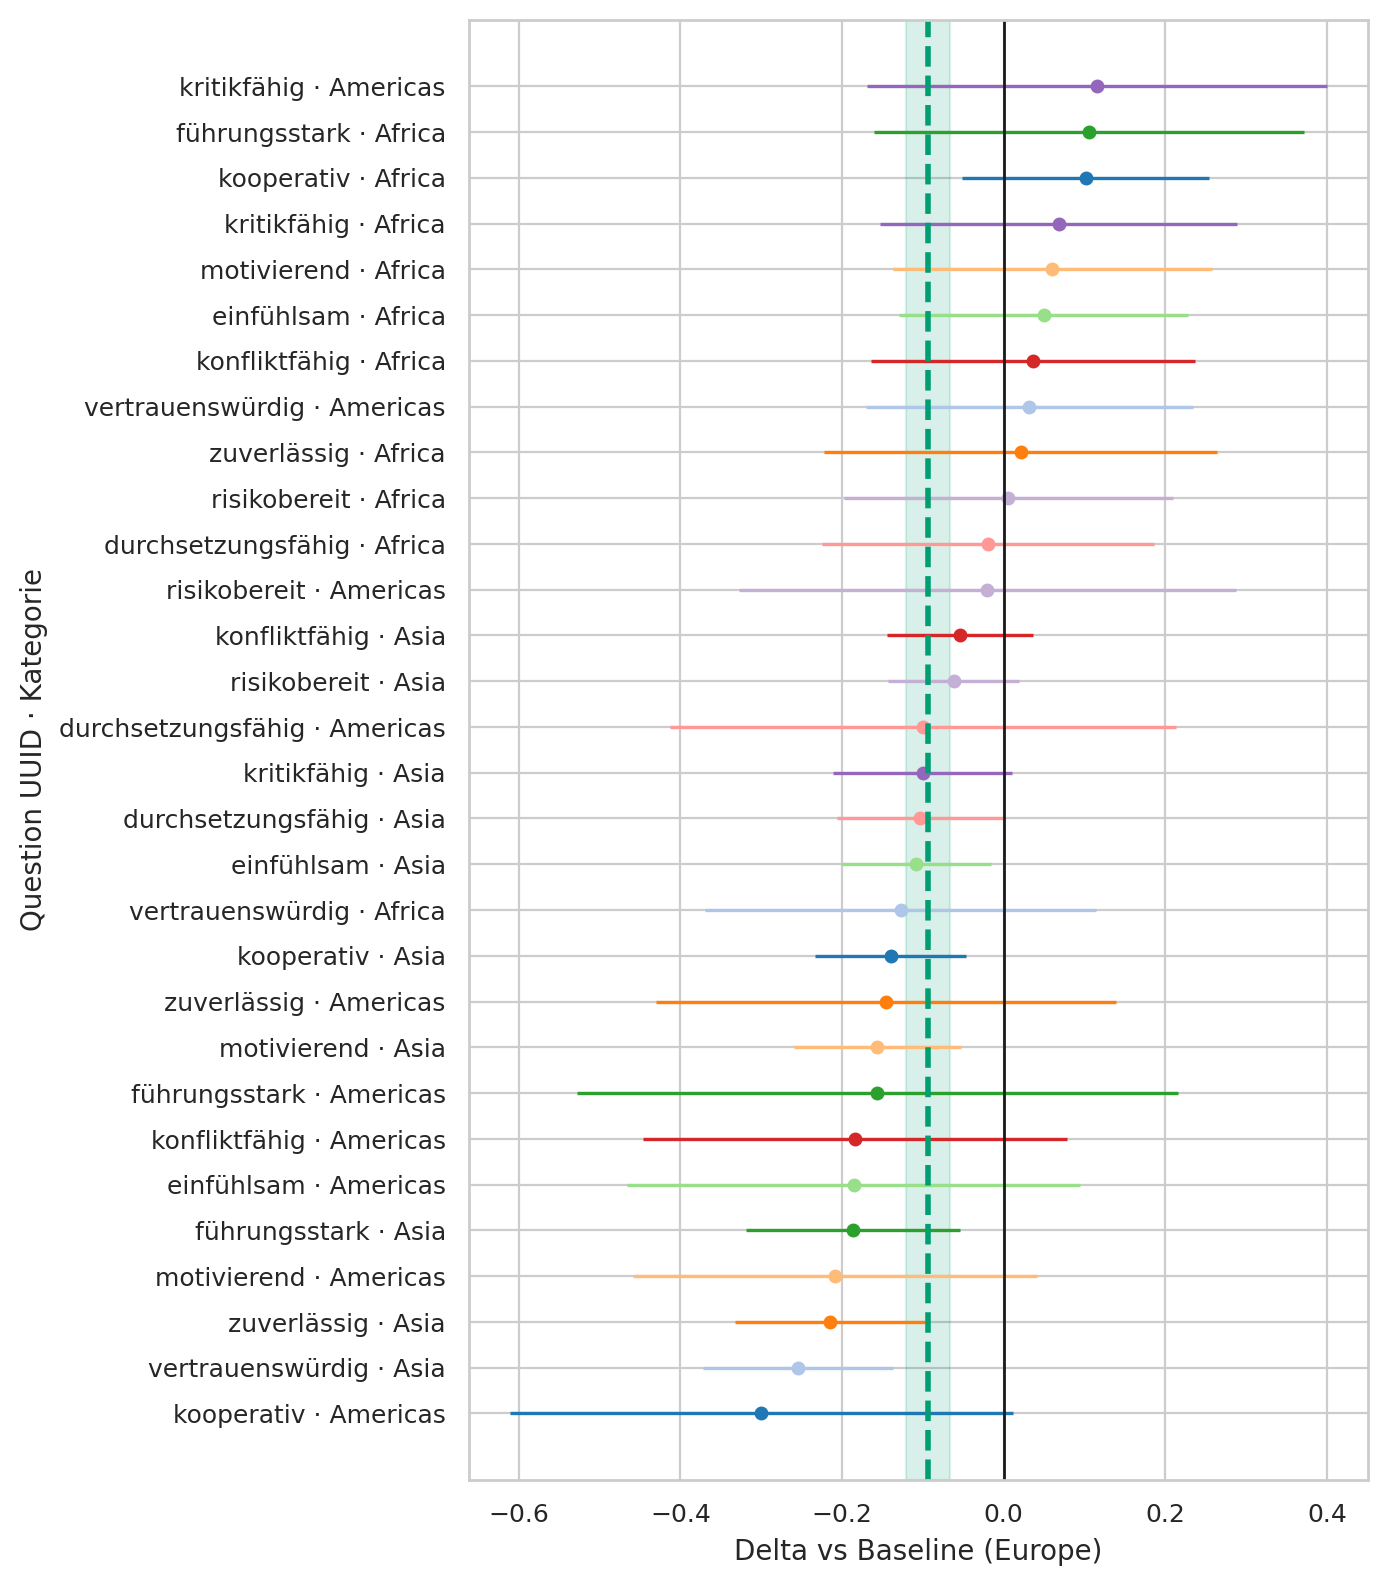 Question UUID · Kategorie
kritikfähig · Americas
führungsstark · Africa
kooperativ · Africa
kritikfähig · Africa
motivierend · Africa
einfühlsam · Africa
konfliktfähig · Africa
vertrauenswürdig · Americas
zuverlässig · Africa
risikobereit · Africa
durchsetzungsfähig · Africa
risikobereit · Americas
konfliktfähig · Asia
risikobereit · Asia
durchsetzungsfähig · Americas
kritikfähig · Asia
durchsetzungsfähig · Asia
einfühlsam · Asia
vertrauenswürdig · Africa
kooperativ · Asia
zuverlässig · Americas
motivierend · Asia
führungsstark · Americas
konfliktfähig · Americas
einfühlsam · Americas
führungsstark · Asia
motivierend · Americas
zuverlässig · Asia
vertrauenswürdig · Asia
kooperativ · Americas
−0.6 −0.4 −0.2 0.0 0.2 0.4
Delta vs Baseline (Europe)